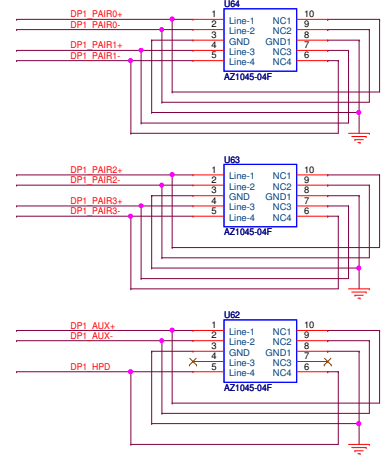 U64
DP1_PAIR0+ 1 Line-1 NC1 10
DP1_PAIR0- 2 Line-2 NC2 9
3 GND GND1 8
DP1_PAIR1+ 4 Line-3 NC3 7
DP1_PAIR1- 5 Line-4 NC4 6
AZ1045-04F
U63
DP1_PAIR2+ 1 Line-1 NC1 10
DP1_PAIR2- 2 Line-2 NC2 9
3 GND GND1 8
DP1_PAIR3+ 4 Line-3 NC3 7
DP1_PAIR3- 5 Line-4 NC4 6
AZ1045-04F
U62
DP1_AUX+ 1 Line-1 NC1 10
DP1_AUX- 2 Line-2 NC2 9
3 GND GND1 8
4 Line-3 NC3 7
DP1_HPD 5 Line-4 NC4 6
AZ1045-04F